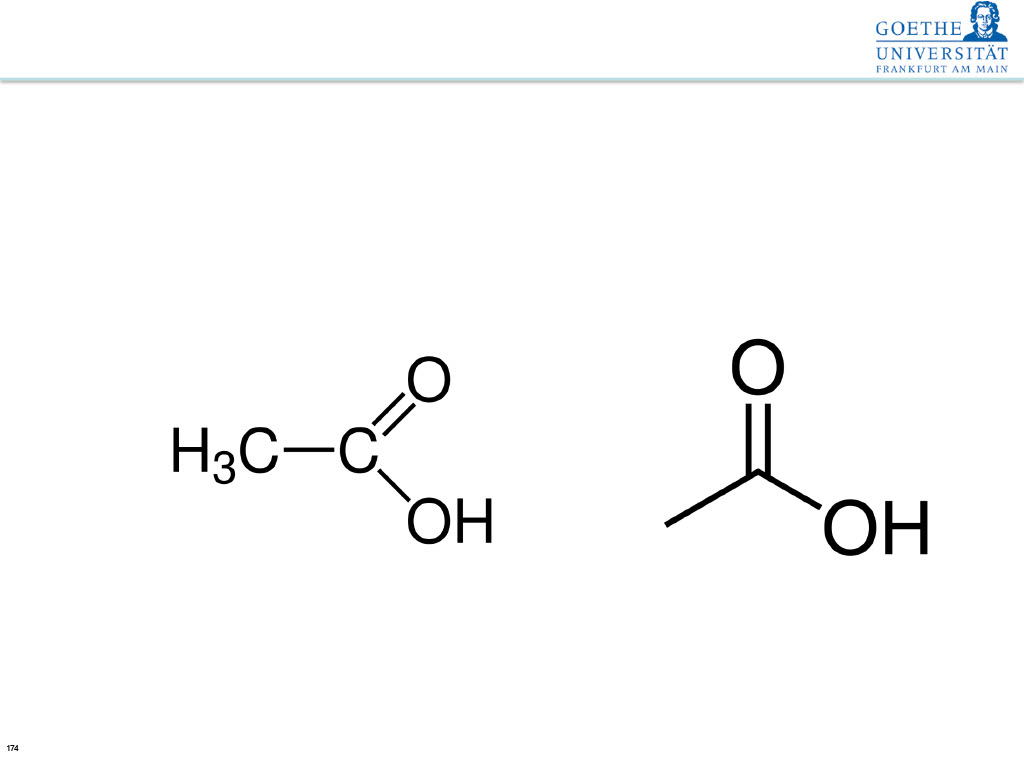 GOETHE
UNIVERSITÄT
FRANKFURT AM MAIN
O
H3C C
OH
O
OH
174